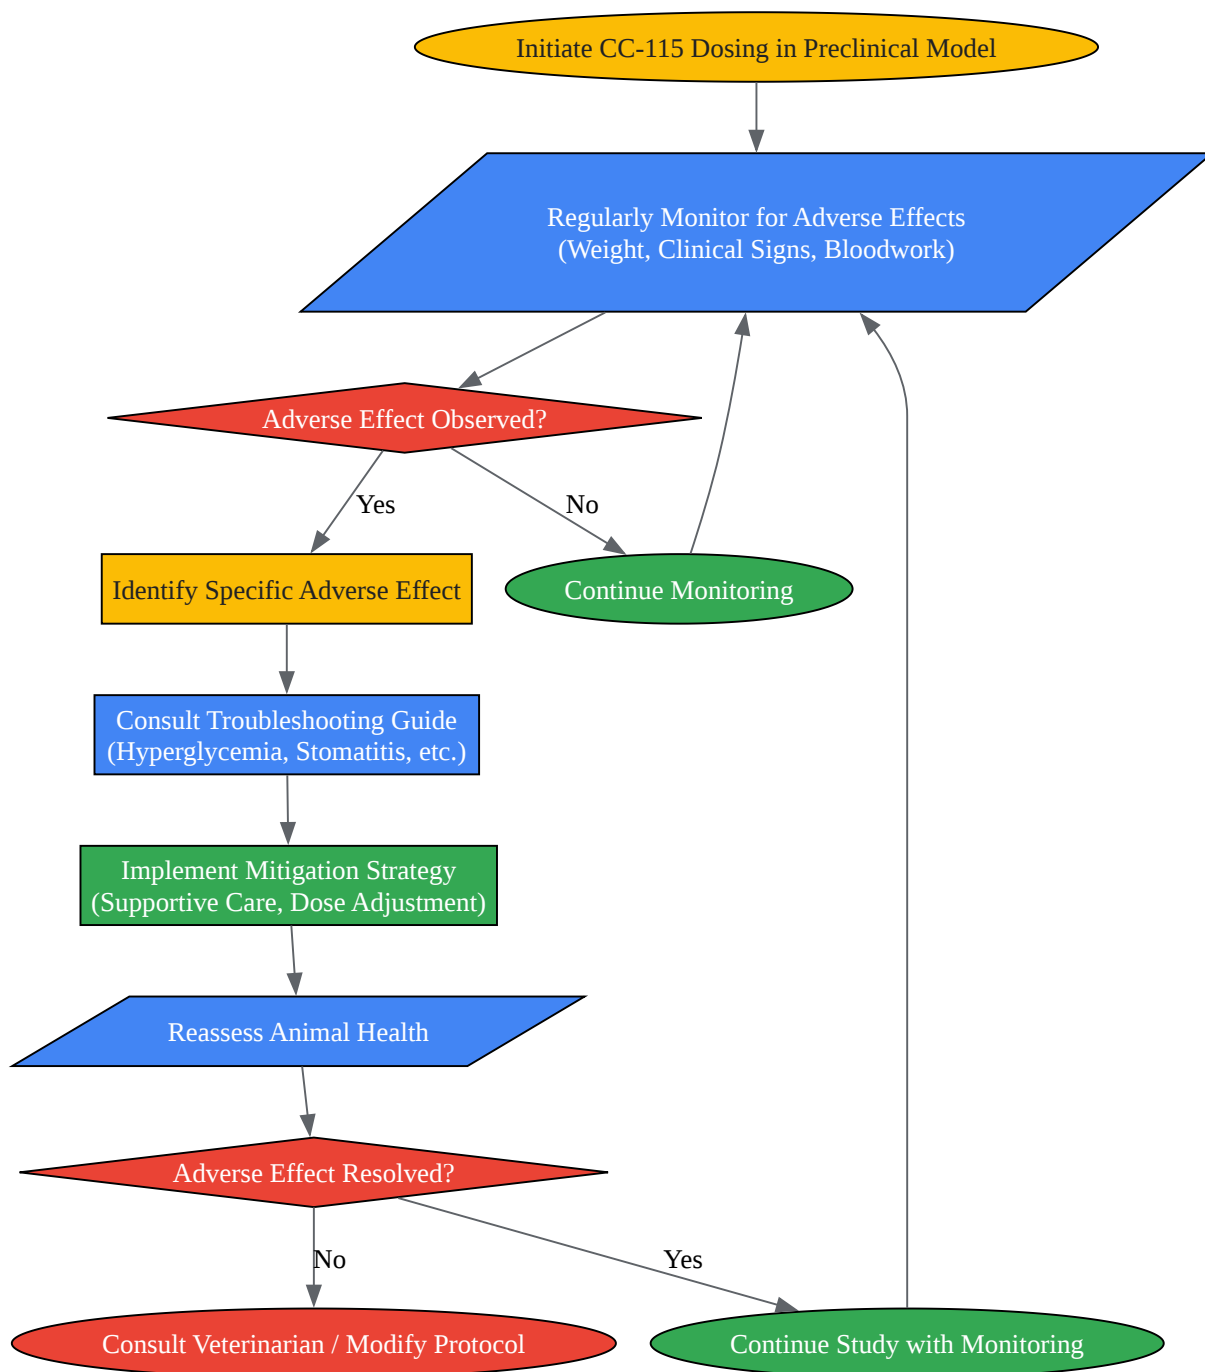 Initiate CC-115 Dosing in Preclinical Model
Regularly Monitor for Adverse Effects
(Weight, Clinical Signs, Bloodwork)
Adverse Effect Observed?
Yes
No
Identify Specific Adverse Effect
Continue Monitoring
Consult Troubleshooting Guide
(Hyperglycemia, Stomatitis, etc.)
Implement Mitigation Strategy
(Supportive Care, Dose Adjustment)
Reassess Animal Health
Adverse Effect Resolved?
No
Yes
Consult Veterinarian / Modify Protocol
Continue Study with Monitoring